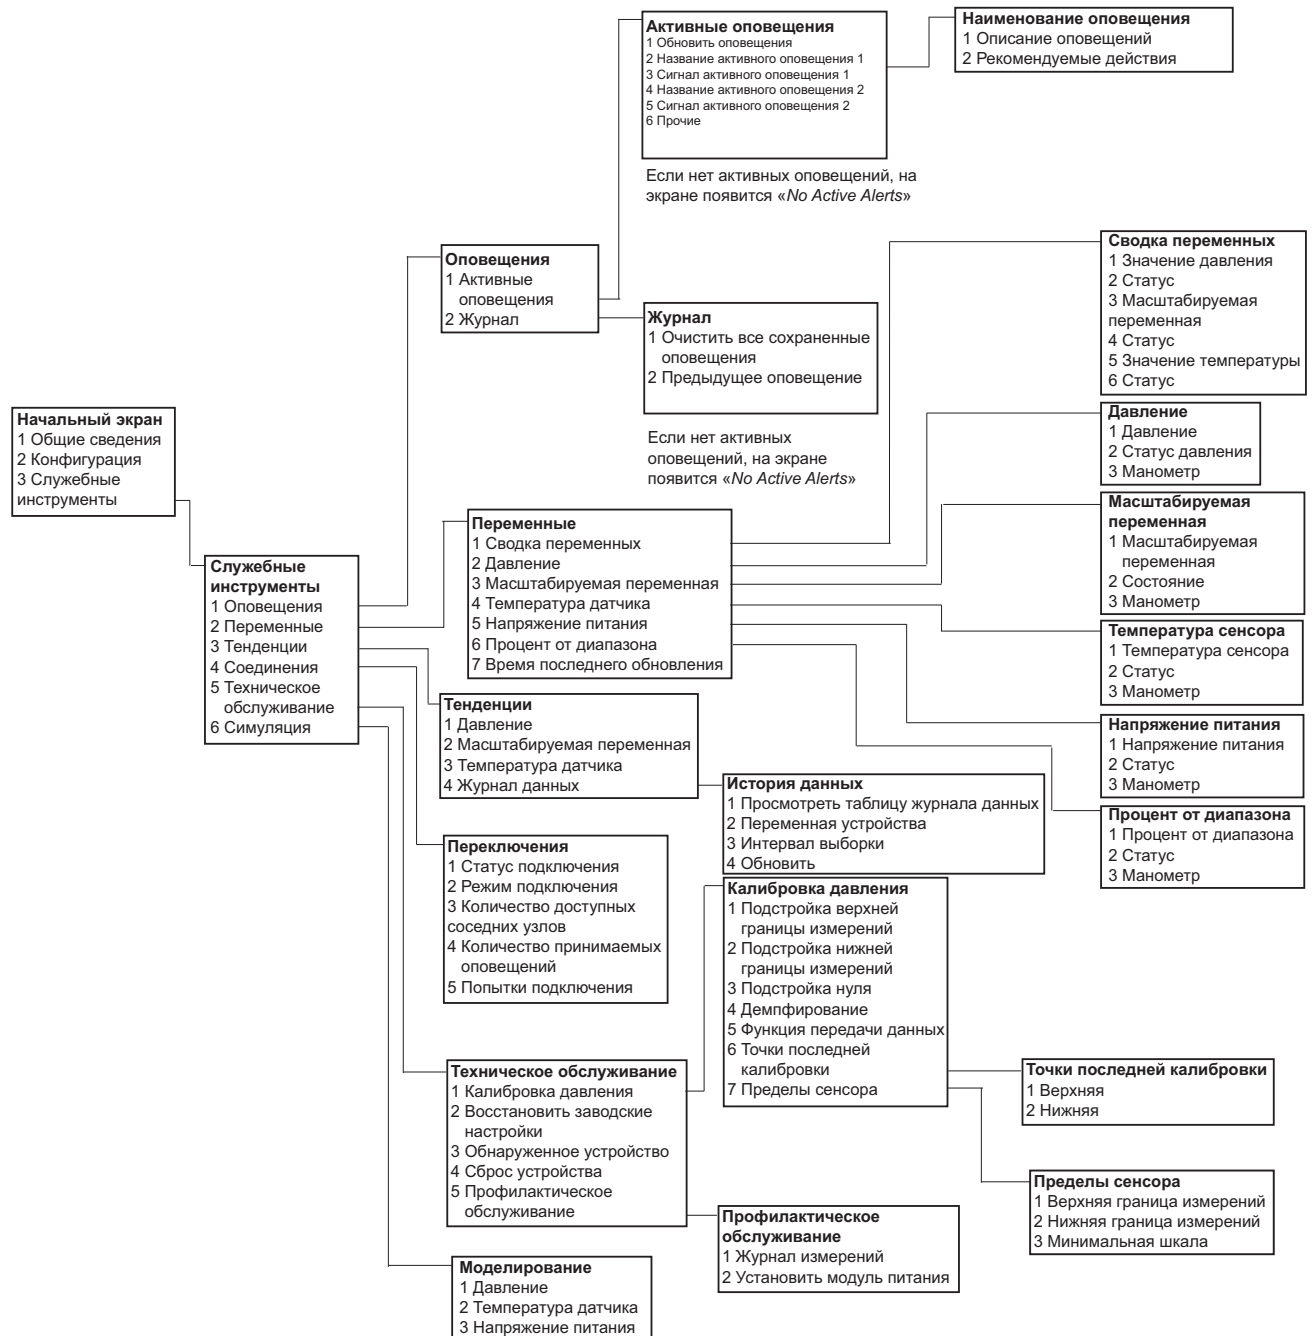 Активные оповещения
1 Обновить оповещения
2 Название активного оповещения 1
3 Сигнал активного оповещения 1
4 Название активного оповещения 2
5 Сигнал активного оповещения 2
6 Прочие
Наименование оповещения
1 Описание оповещений
2 Рекомендуемые действия
Если нет активных оповещений, на
экране появится «No Active Alerts»
Оповещения
1 Активные
оповещения
2 Журнал
Журнал
1 Очистить все сохраненные
оповещения
2 Предыдущее оповещение
Если нет активных
оповещений, на экране
появится «No Active Alerts»
Сводка переменных
1 Значение давления
2 Статус
3 Масштабируемая
переменная
4 Статус
5 Значение температуры
6 Статус
Начальный экран
1 Общие сведения
2 Конфигурация
3 Служебные
инструменты
Давление
1 Давление
2 Статус давления
3 Манометр
Масштабируемая
переменная
1 Масштабируемая
переменная
2 Состояние
3 Манометр
Переменные
1 Сводка переменных
2 Давление
3 Масштабируемая переменная
4 Температура датчика
5 Напряжение питания
6 Процент от диапазона
7 Время последнего обновления
Служебные
инструменты
1 Оповещения
2 Переменные
3 Тенденции
4 Соединения
5 Техническое
обслуживание
6 Симуляция
Температура сенсора
1 Температура сенсора
2 Статус
3 Манометр
Тенденции
1 Давление
2 Масштабируемая переменная
3 Температура датчика
4 Журнал данных
Напряжение питания
1 Напряжение питания
2 Статус
3 Манометр
История данных
1 Просмотреть таблицу журнала данных
2 Переменная устройства
3 Интервал выборки
4 Обновить
Процент от диапазона
1 Процент от диапазона
2 Статус
3 Манометр
Переключения
1 Статус подключения
2 Режим подключения
3 Количество доступных
соседних узлов
4 Количество принимаемых
оповещений
5 Попытки подключения
Калибровка давления
1 Подстройка верхней
границы измерений
2 Подстройка нижней
границы измерений
3 Подстройка нуля
4 Демпфирование
5 Функция передачи данных
6 Точки последней
калибровки
7 Пределы сенсора
Техническое обслуживание
1 Калибровка давления
2 Восстановить заводские
настройки
3 Обнаруженное устройство
4 Сброс устройства
5 Профилактическое
обслуживание
Точки последней калибровки
1 Верхняя
2 Нижняя
Пределы сенсора
1 Верхняя граница измерений
2 Нижняя граница измерений
3 Минимальная шкала
Профилактическое
обслуживание
1 Журнал измерений
2 Установить модуль питания
Моделирование
1 Давление
2 Температура датчика
3 Напряжение питания